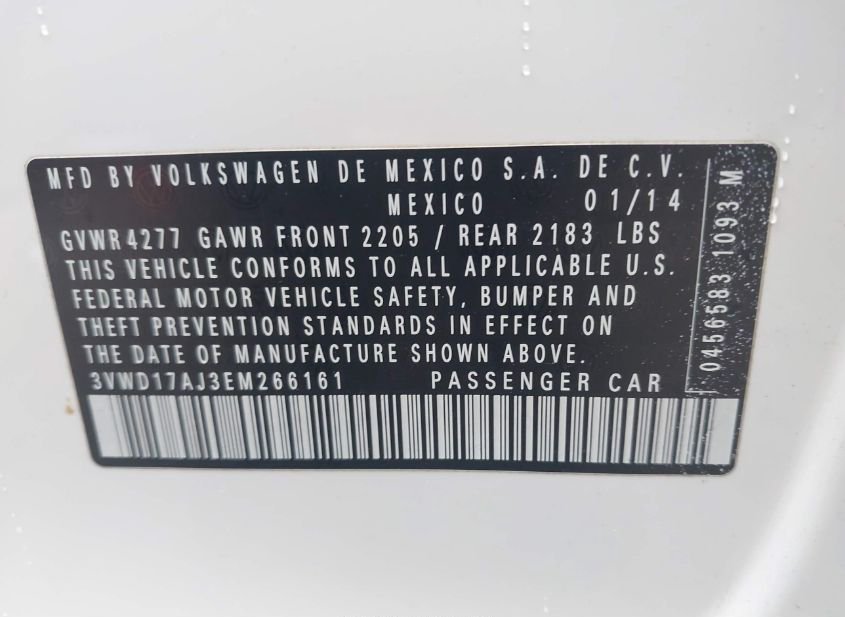 MFD BY VOLKSWAGEN DE MEXICO S.A. DE C.V.
MEXICO 01/14
GVWR 4277 GAWR FRONT 2205 / REAR 2183 LBS
THIS VEHICLE CONFORMS TO ALL APPLICABLE U.S.
FEDERAL MOTOR VEHICLE SAFETY, BUMPER AND
THEFT PREVENTION STANDARDS IN EFFECT ON
THE DATE OF MANUFACTURE SHOWN ABOVE.
3VWD17AJ3EM266161 PASSENGER CAR
0456583 1093 M